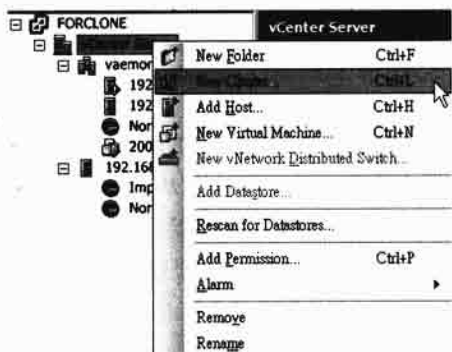 FORCLONE
vCenter Server
vaemor
192
192
Nor
200
192.168
Imp
Nor
New Folder Ctrl+F
New Cluster... Ctrl+L
Add Host... Ctrl+H
New Virtual Machine... Ctrl+N
New vNetwork Distributed Switch...
Add Datastore...
Rescan for Datastores...
Add Permission... Ctrl+P
Alarm
Remove
Rename